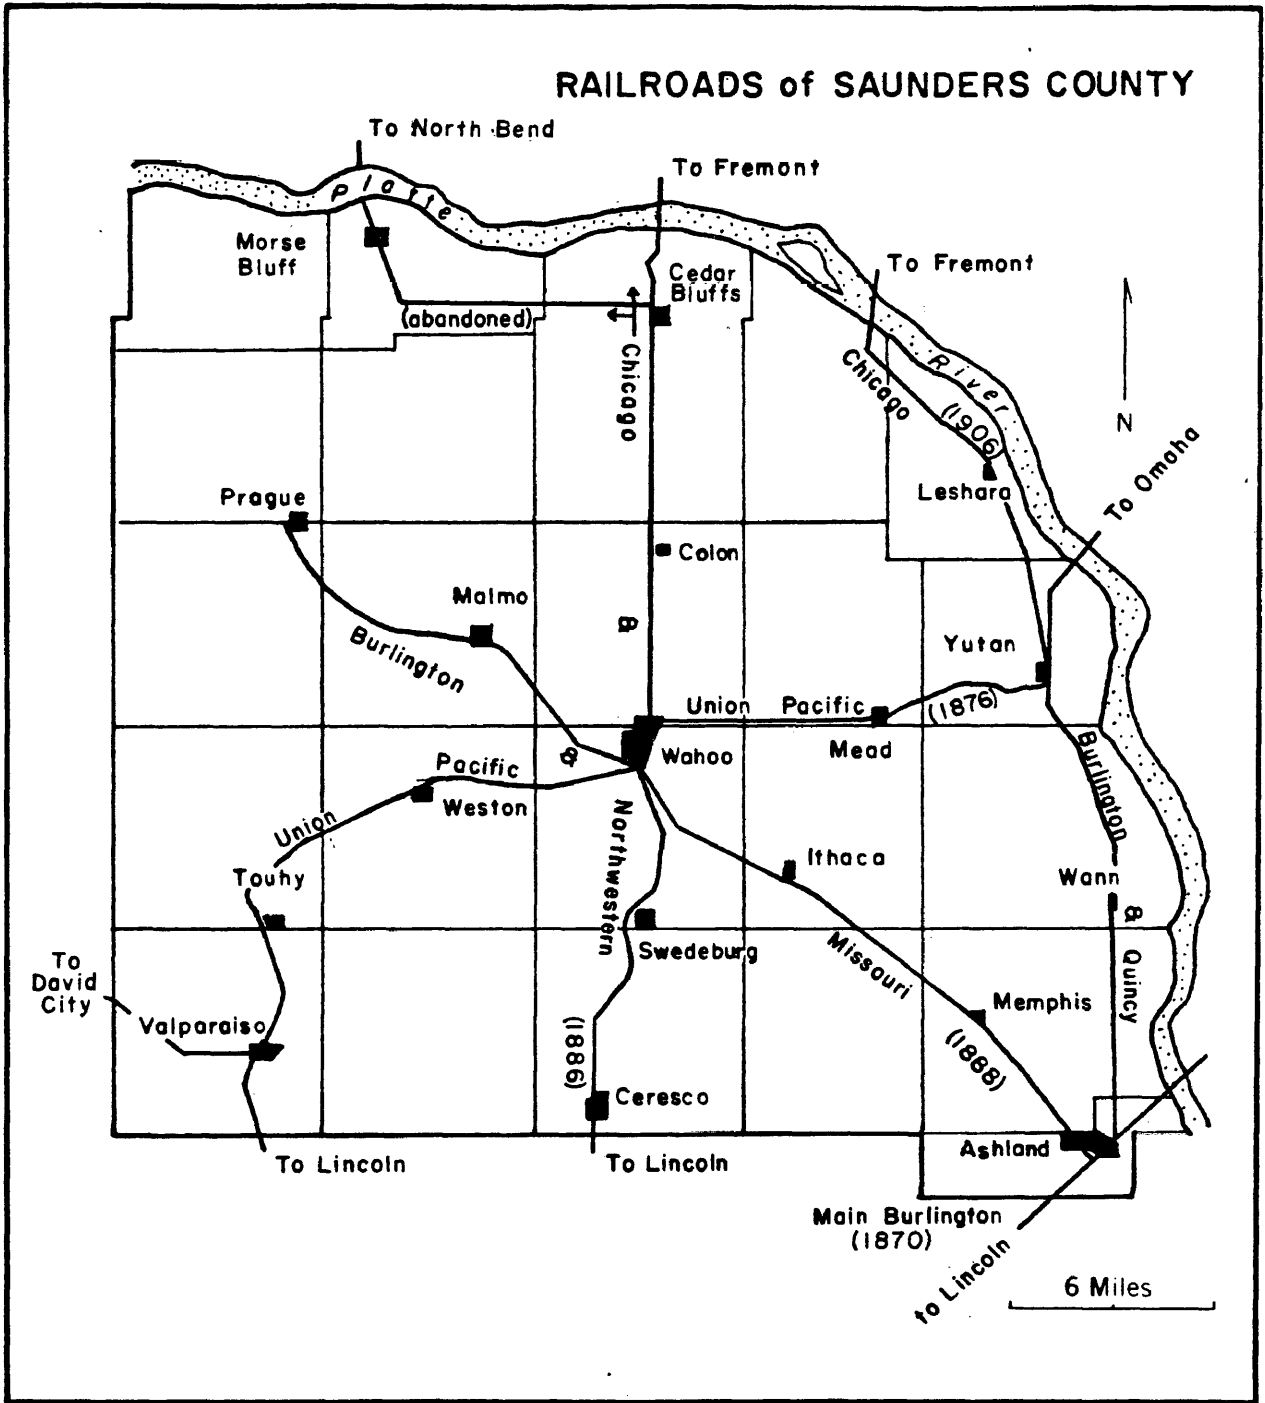 RAILROADS of SAUNDERS COUNTY
To North Bend
To Fremont
Platte
Morse
Bluff
Cedar
Bluffs
To Fremont
(abandoned)
Chicago
Chicago
River
(1906)
N
To Omaha
Leshara
Prague
Colon
Malmo
&
Burlington
Yutan
Union Pacific
(1876)
Mead
Wahoo
&
Pacific
Weston
Union
Burlington
Northwestern
Ithaca
Touhy
Wann
&
Swedeburg
Missouri
Quincy
To
David
City
Memphis
Valparaiso
(1886)
(1888)
Ceresco
Ashland
To Lincoln
To Lincoln
Main Burlington
(1870)
to Lincoln
6 Miles